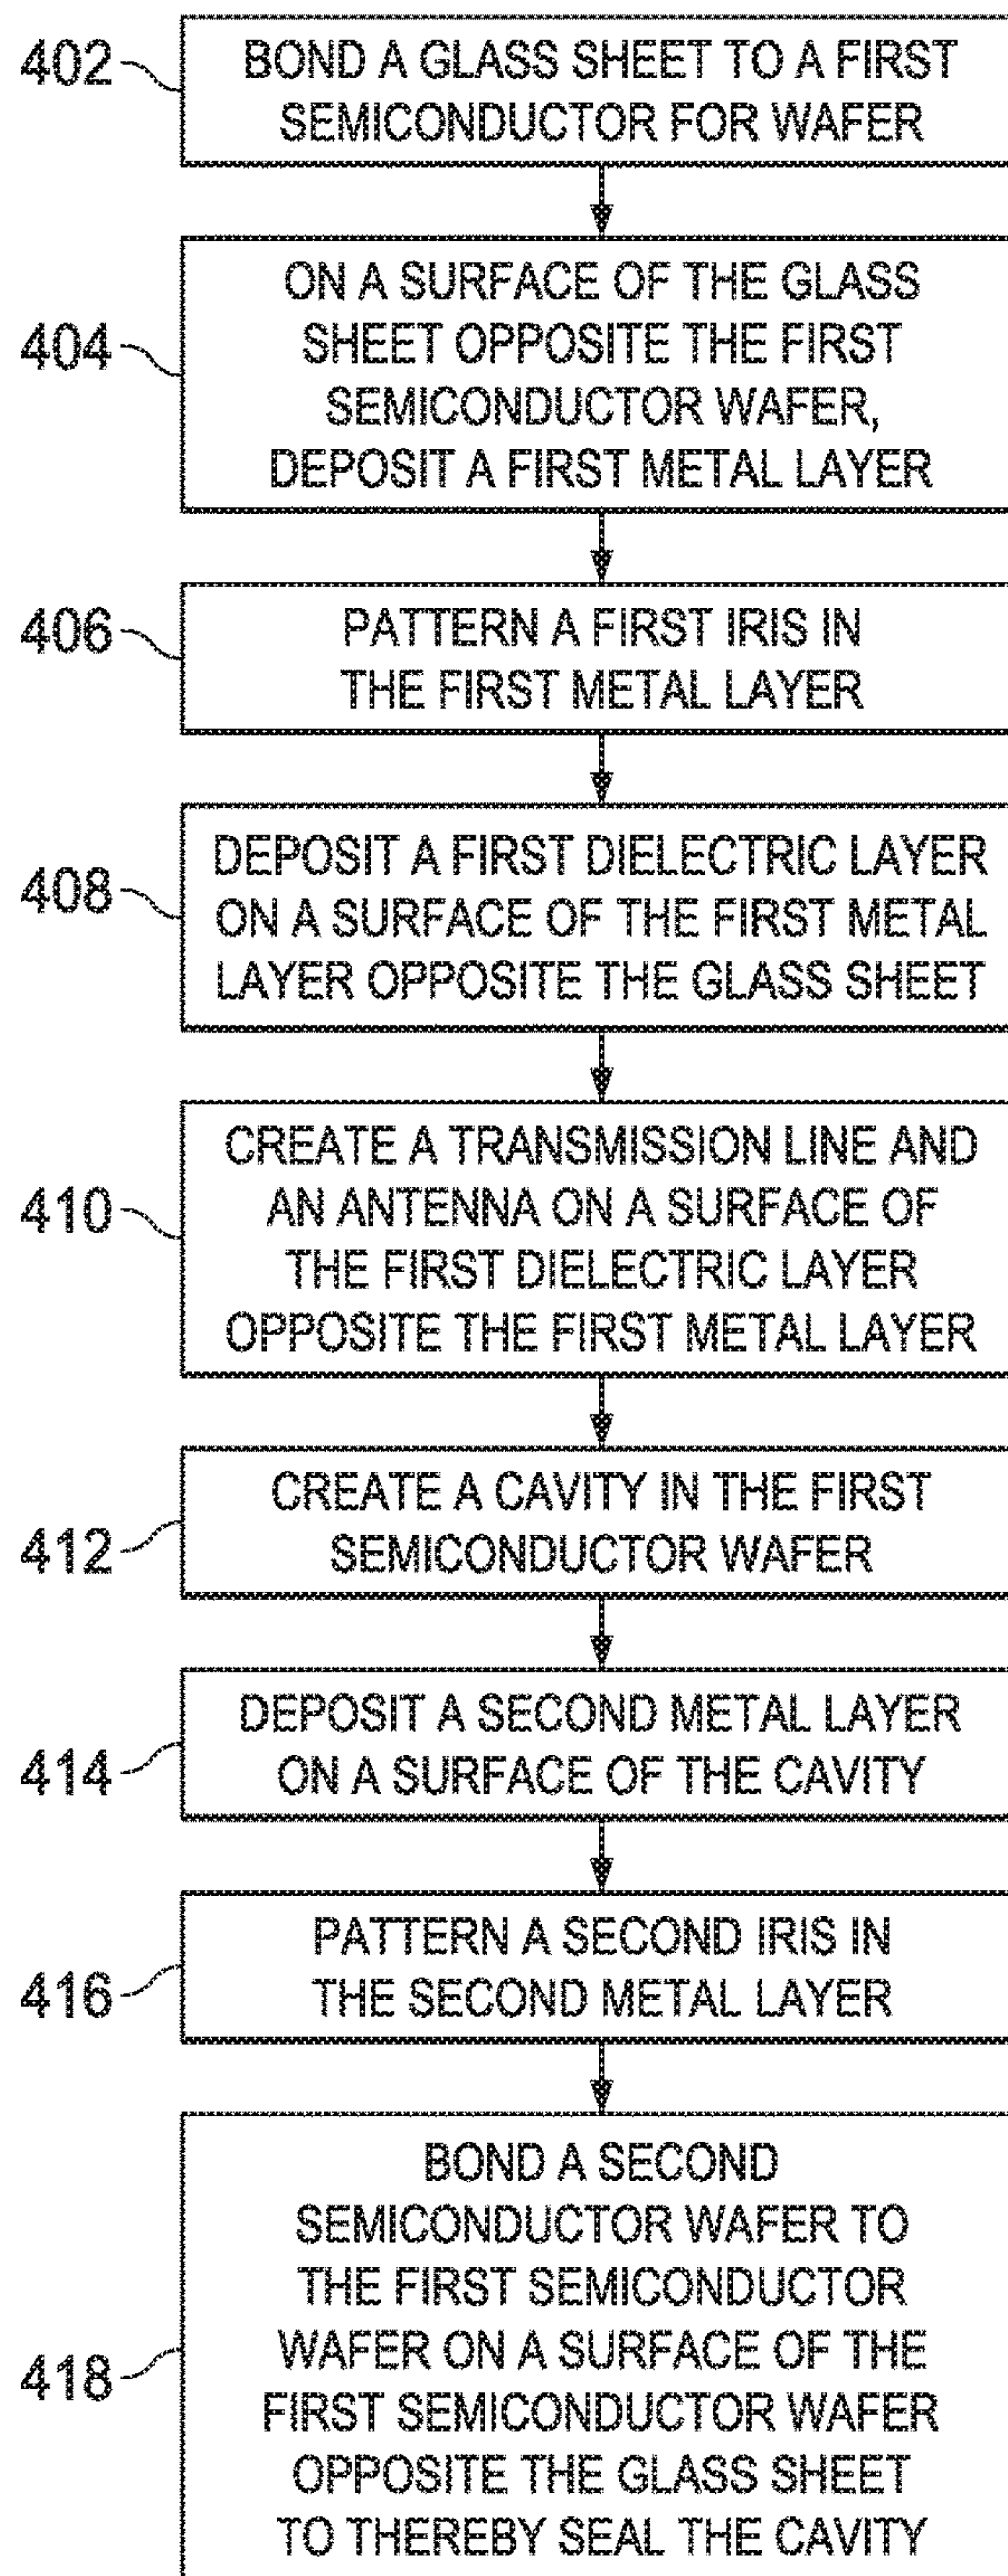 402
BOND A GLASS SHEET TO A FIRST
SEMICONDUCTOR FOR WAFER
404
ON A SURFACE OF THE GLASS
SHEET OPPOSITE THE FIRST
SEMICONDUCTOR WAFER,
DEPOSIT A FIRST METAL LAYER
406
PATTERN A FIRST IRIS IN
THE FIRST METAL LAYER
408
DEPOSIT A FIRST DIELECTRIC LAYER
ON A SURFACE OF THE FIRST METAL
LAYER OPPOSITE THE GLASS SHEET
410
CREATE A TRANSMISSION LINE AND
AN ANTENNA ON A SURFACE OF
THE FIRST DIELECTRIC LAYER
OPPOSITE THE FIRST METAL LAYER
412
CREATE A CAVITY IN THE FIRST
SEMICONDUCTOR WAFER
414
DEPOSIT A SECOND METAL LAYER
ON A SURFACE OF THE CAVITY
416
PATTERN A SECOND IRIS IN
THE SECOND METAL LAYER
418
BOND A SECOND
SEMICONDUCTOR WAFER TO
THE FIRST SEMICONDUCTOR
WAFER ON A SURFACE OF THE
FIRST SEMICONDUCTOR WAFER
OPPOSITE THE GLASS SHEET
TO THEREBY SEAL THE CAVITY